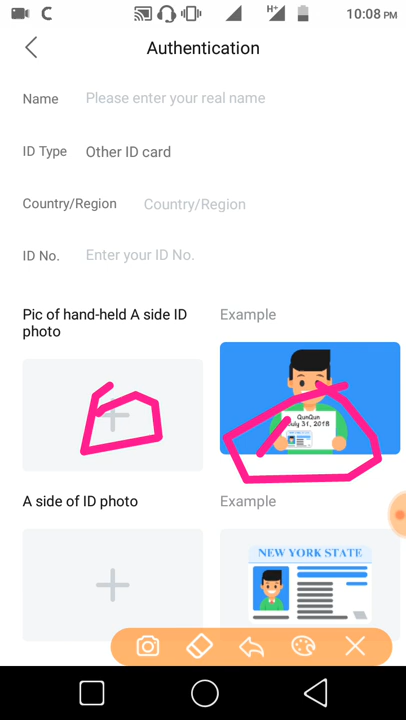 H+
10:08 PM
Authentication
Name Please enter your real name
ID Type Other ID card
Country/Region Country/Region
ID No. Enter your ID No.
Pic of hand-held A side ID
photo
Example
QunQun
July 31, 2018
A side of ID photo
Example
NEW YORK STATE